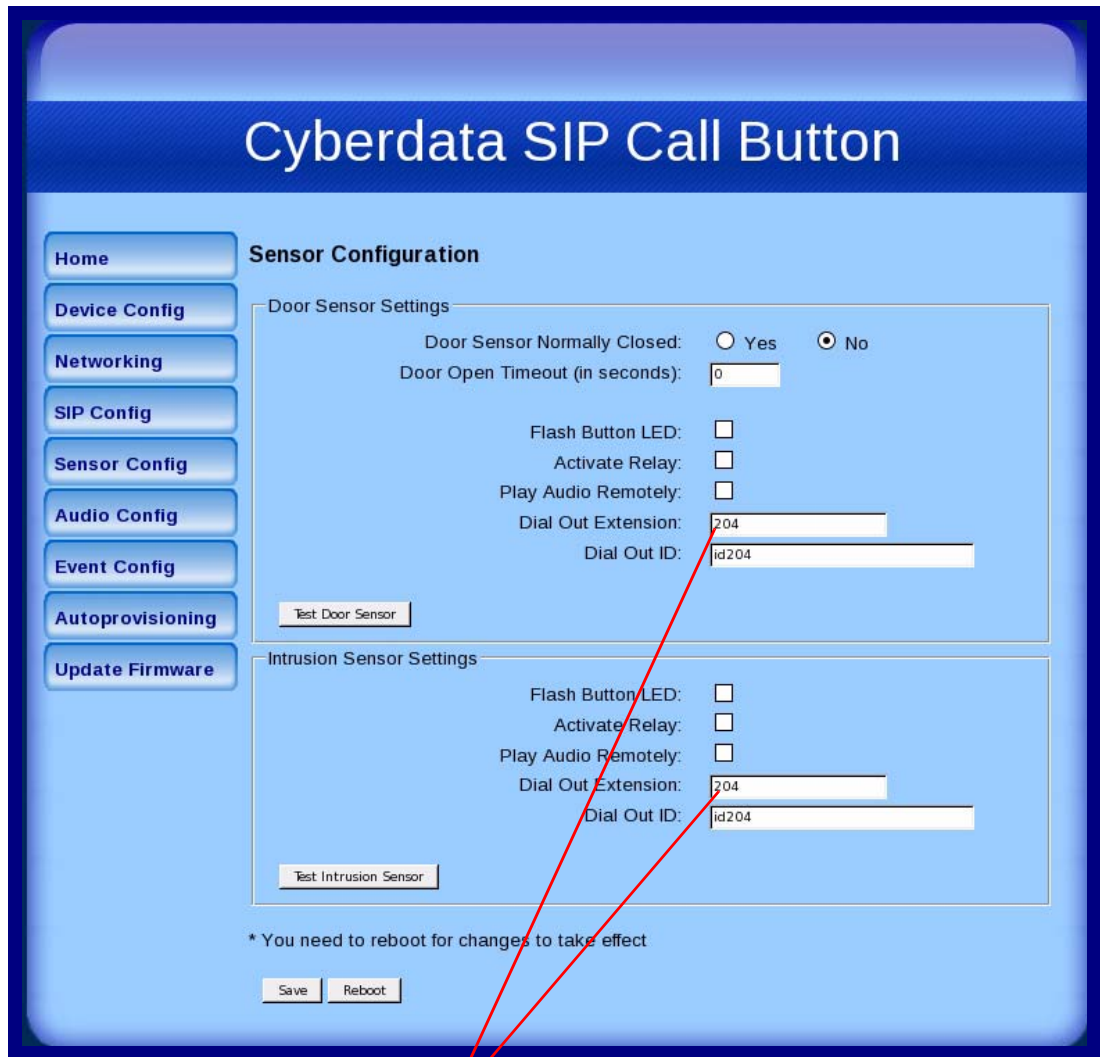 Cyberdata SIP Call Button
Home
Device Config
Networking
SIP Config
Sensor Config
Audio Config
Event Config
Autoprovisioning
Update Firmware
Sensor Configuration
Door Sensor Settings
Door Sensor Normally Closed: Yes No
Door Open Timeout (in seconds): 0
Flash Button LED:
Activate Relay:
Play Audio Remotely:
Dial Out Extension: 204
Dial Out ID: id204
Test Door Sensor
Intrusion Sensor Settings
Flash Button LED:
Activate Relay:
Play Audio Remotely:
Dial Out Extension: 204
Dial Out ID: id204
Test Intrusion Sensor
* You need to reboot for changes to take effect
Save Reboot